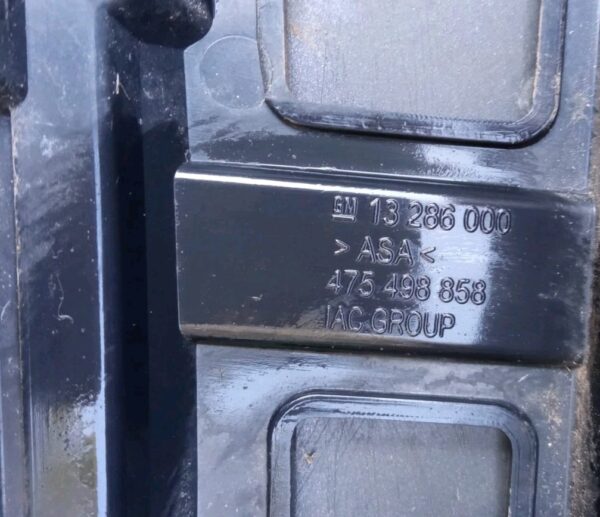 GM 13 286 000
> ASA <
475 498 858
IAC GROUP